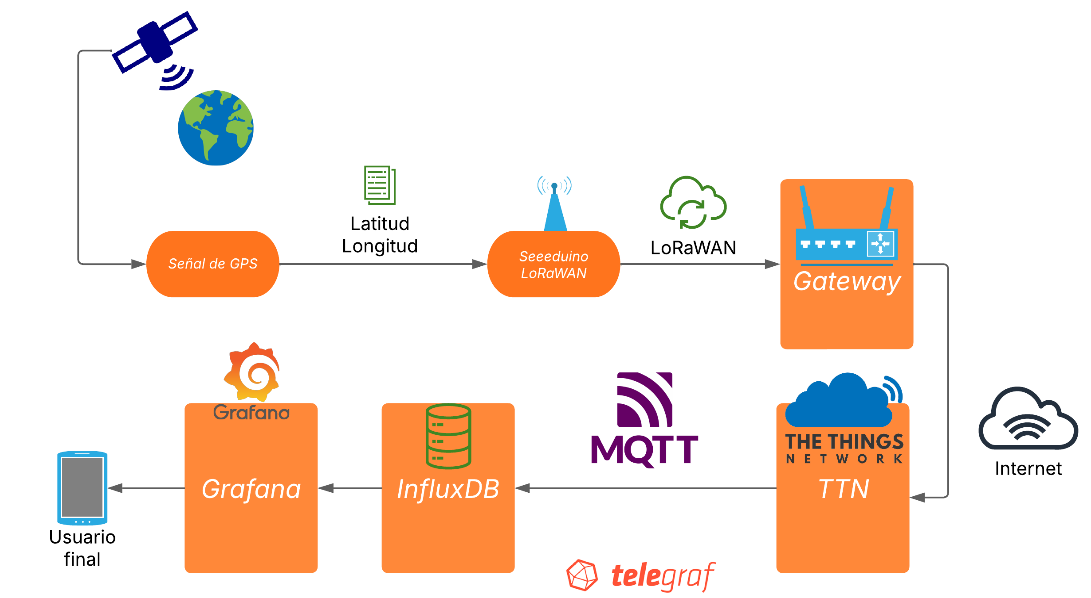 Latitud
Longitud
Señal de GPS
Seeeduino
LoRaWAN
LoRaWAN
Gateway
Grafana
MQTT
THE THINGS
NETWORK
Internet
Grafana
InfluxDB
TTN
Usuario
final
telegraf